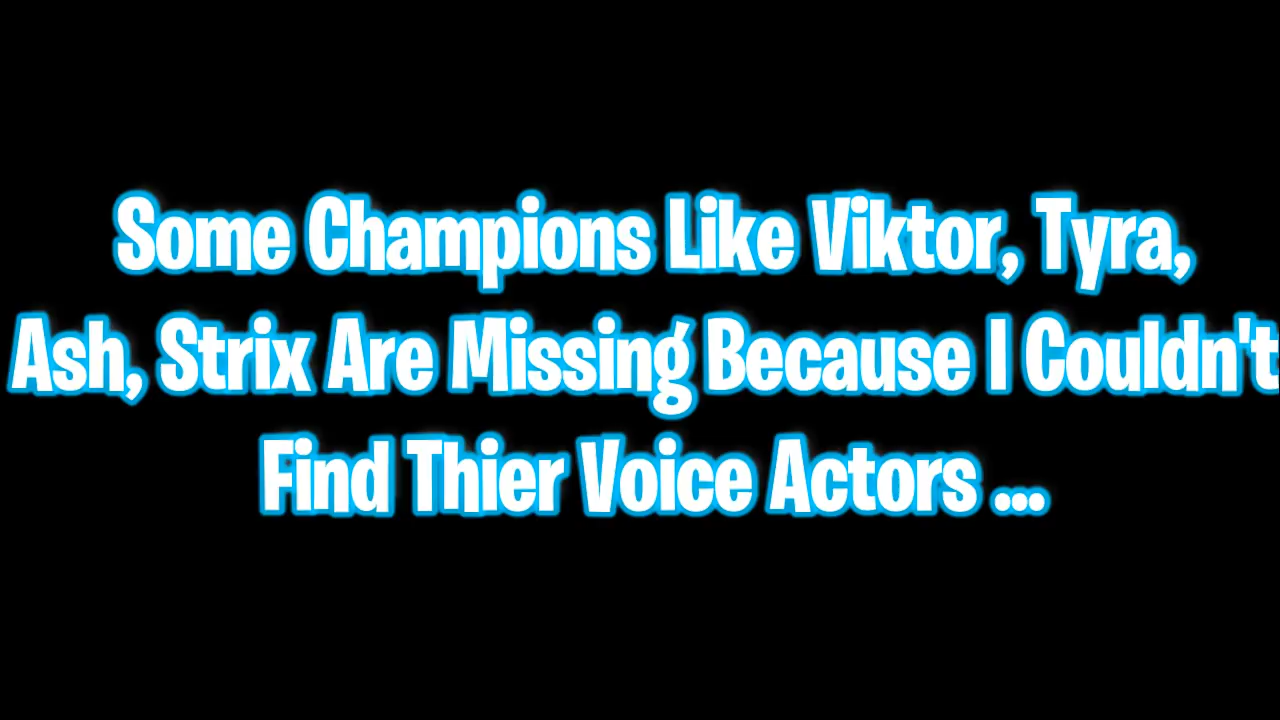 Some Champions Like Viktor, Tyra,
Ash, Strix Are Missing Because I Couldn't
Find Thier Voice Actors ...